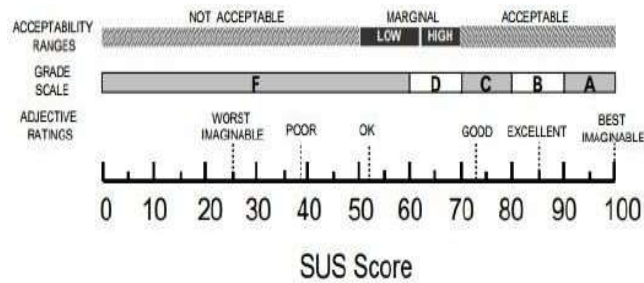 NOT ACCEPTABLE MARGINAL ACCEPTABLE
ACCEPTABILITY RANGES
LOW HIGH
GRADE SCALE
F D C B A
ADJECTIVE RATINGS
WORST IMAGINABLE POOR OK GOOD EXCELLENT BEST IMAGINABLE
0 10 20 30 40 50 60 70 80 90 100
SUS Score